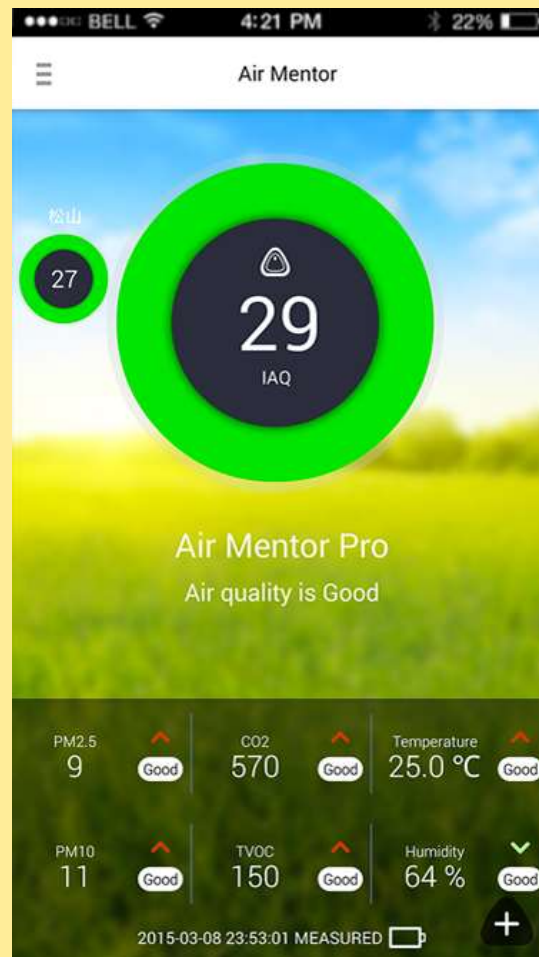 BELL 4:21 PM 22%
Air Mentor
松山
27
29
IAQ
Air Mentor Pro
Air quality is Good
PM2.5 CO2 Temperature
9 Good 570 Good 25.0 ℃ Good
PM10 TVOC Humidity
11 Good 150 Good 64 % Good
2015-03-08 23:53:01 MEASURED